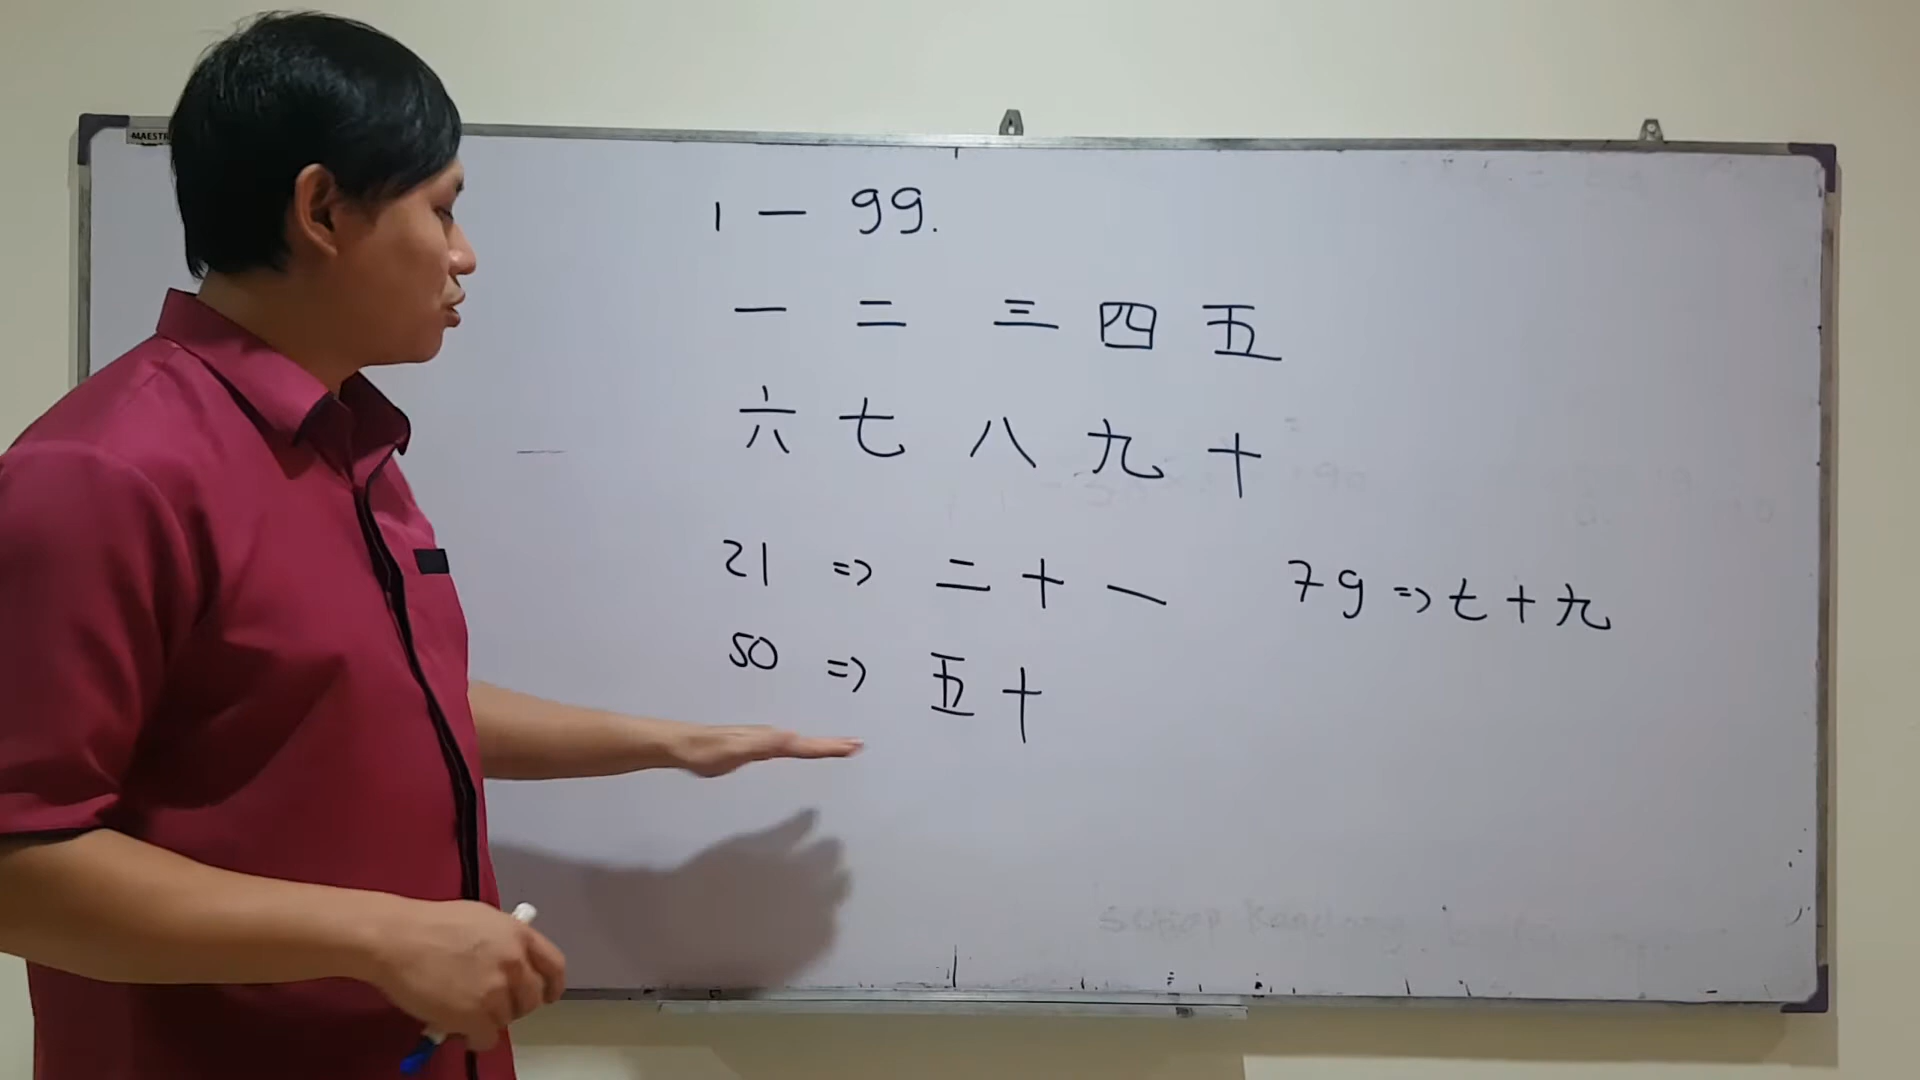 1 — 99.
一 二 三 四 五
六 七 八 九 十
21 => 二十一 79 => 七十九
50 => 五十